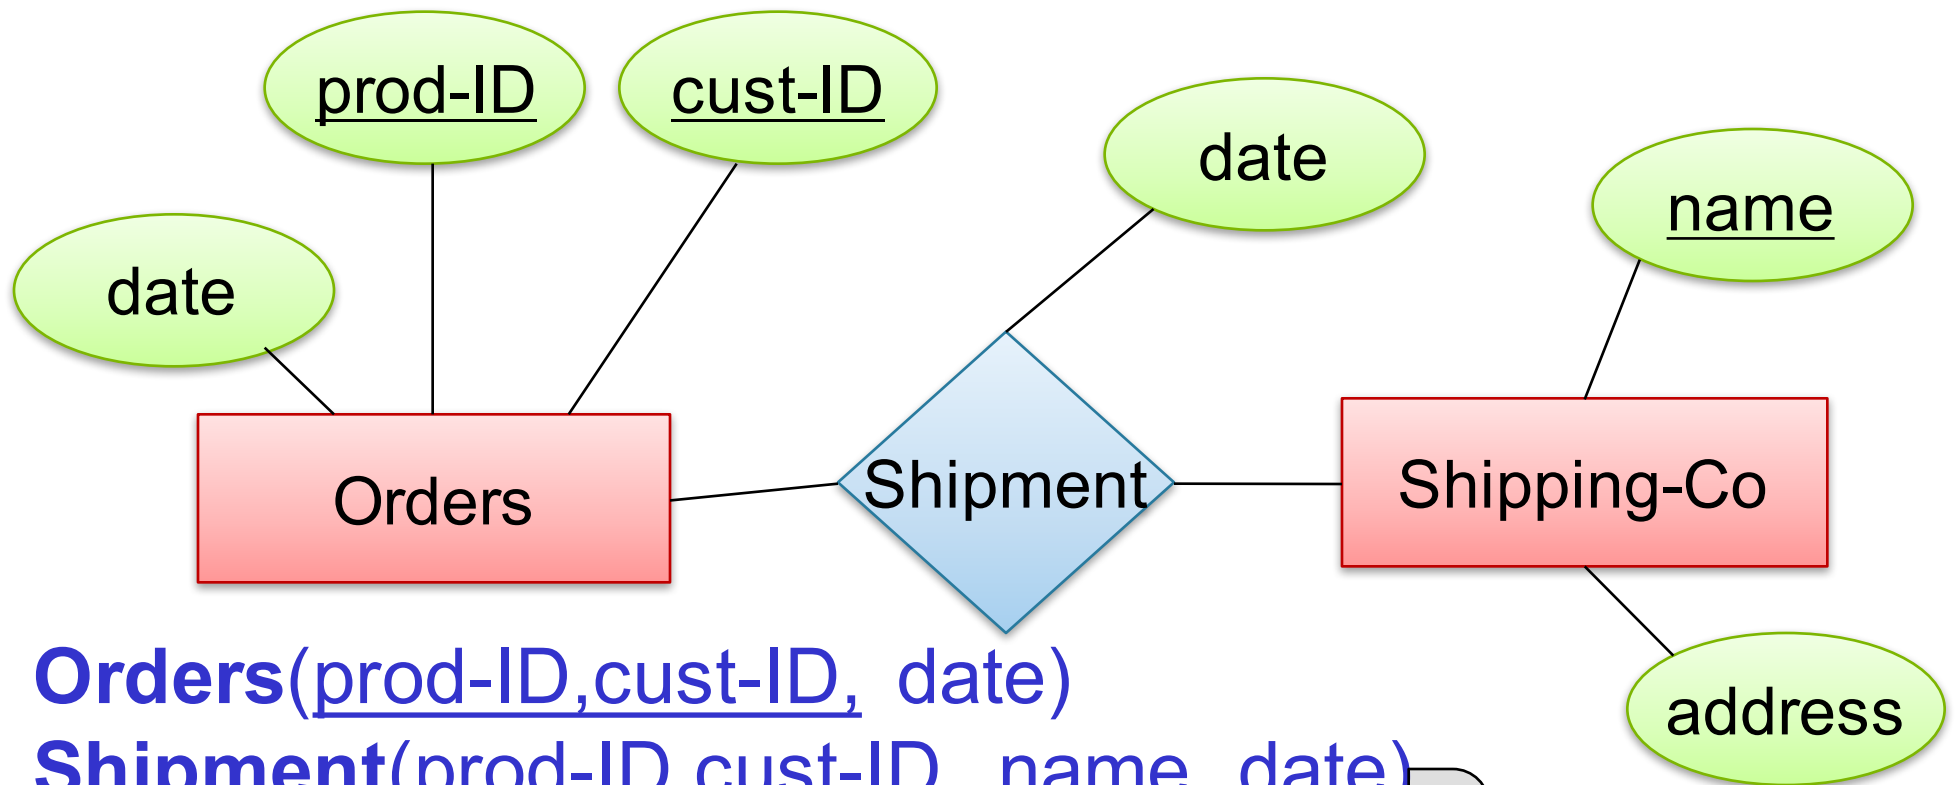 prod-ID
cust-ID
date
name
date
Orders
Shipment
Shipping-Co
Orders(prod-ID,cust-ID, date)
address
Shipment(prod-ID,cust-ID, name, date)